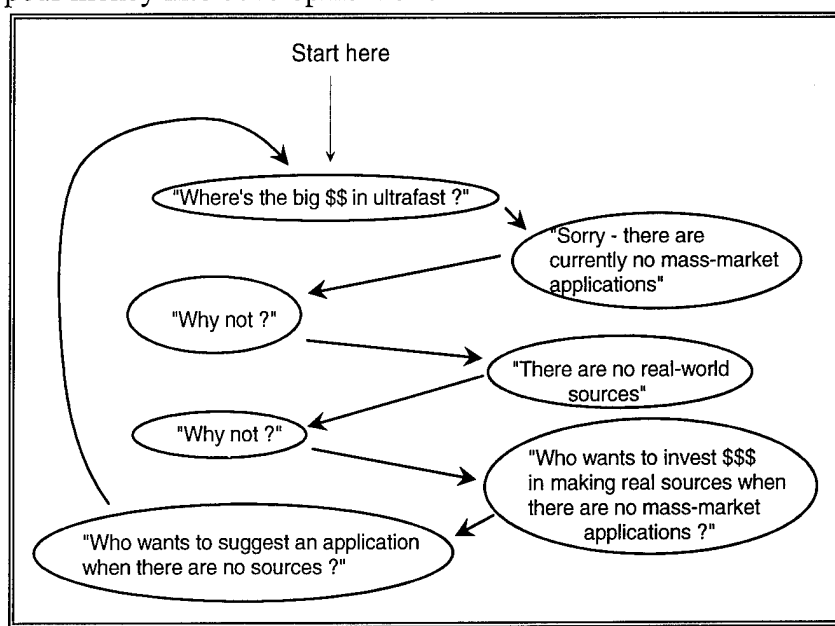 Start here
"Where's the big $$ in ultrafast ?"
"Sorry - there are
currently no mass-market
applications"
"Why not ?"
"There are no real-world
sources"
"Why not ?"
"Who wants to invest $$$
in making real sources when
there are no mass-market
applications ?"
"Who wants to suggest an application
when there are no sources ?"